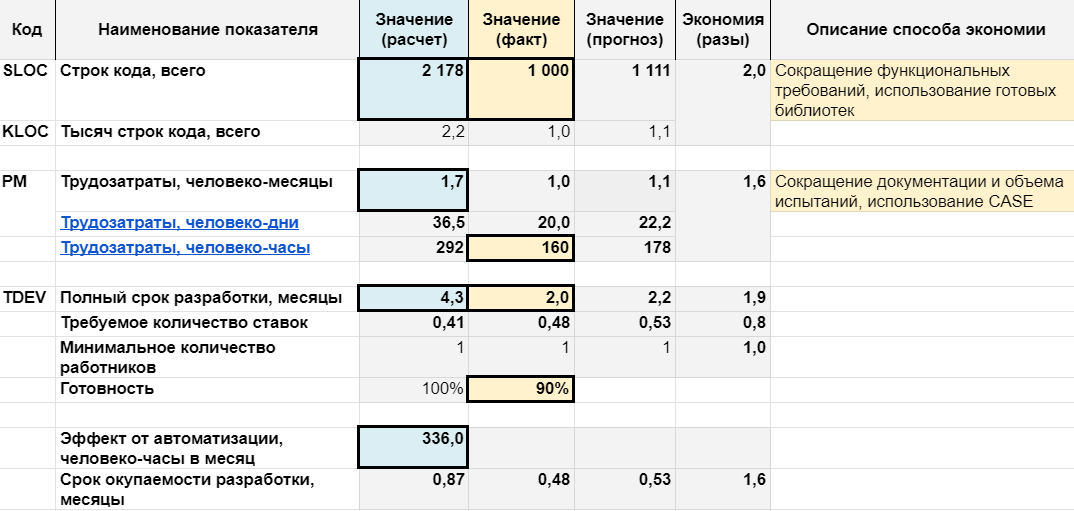 Код Наименование показателя Значение (расчет) Значение (факт) Значение (прогноз) Экономия (разы) Описание способа экономии
SLOC Строк кода, всего 2 178 1 000 1 111 2,0 Сокращение функциональных
требований, использование готовых
библиотек
KLOC Тысяч строк кода, всего 2,2 1,0 1,1
PM Трудозатраты, человеко-месяцы 1,7 1,0 1,1 1,6 Сокращение документации и объема
испытаний, использование CASE
Трудозатраты, человеко-дни 36,5 20,0 22,2
Трудозатраты, человеко-часы 292 160 178
TDEV Полный срок разработки, месяцы 4,3 2,0 2,2 1,9
Требуемое количество ставок 0,41 0,48 0,53 0,8
Минимальное количество
работников 1 1 1 1,0
Готовность 100% 90%
Эффект от автоматизации,
человеко-часы в месяц 336,0
Срок окупаемости разработки,
месяцы 0,87 0,48 0,53 1,6